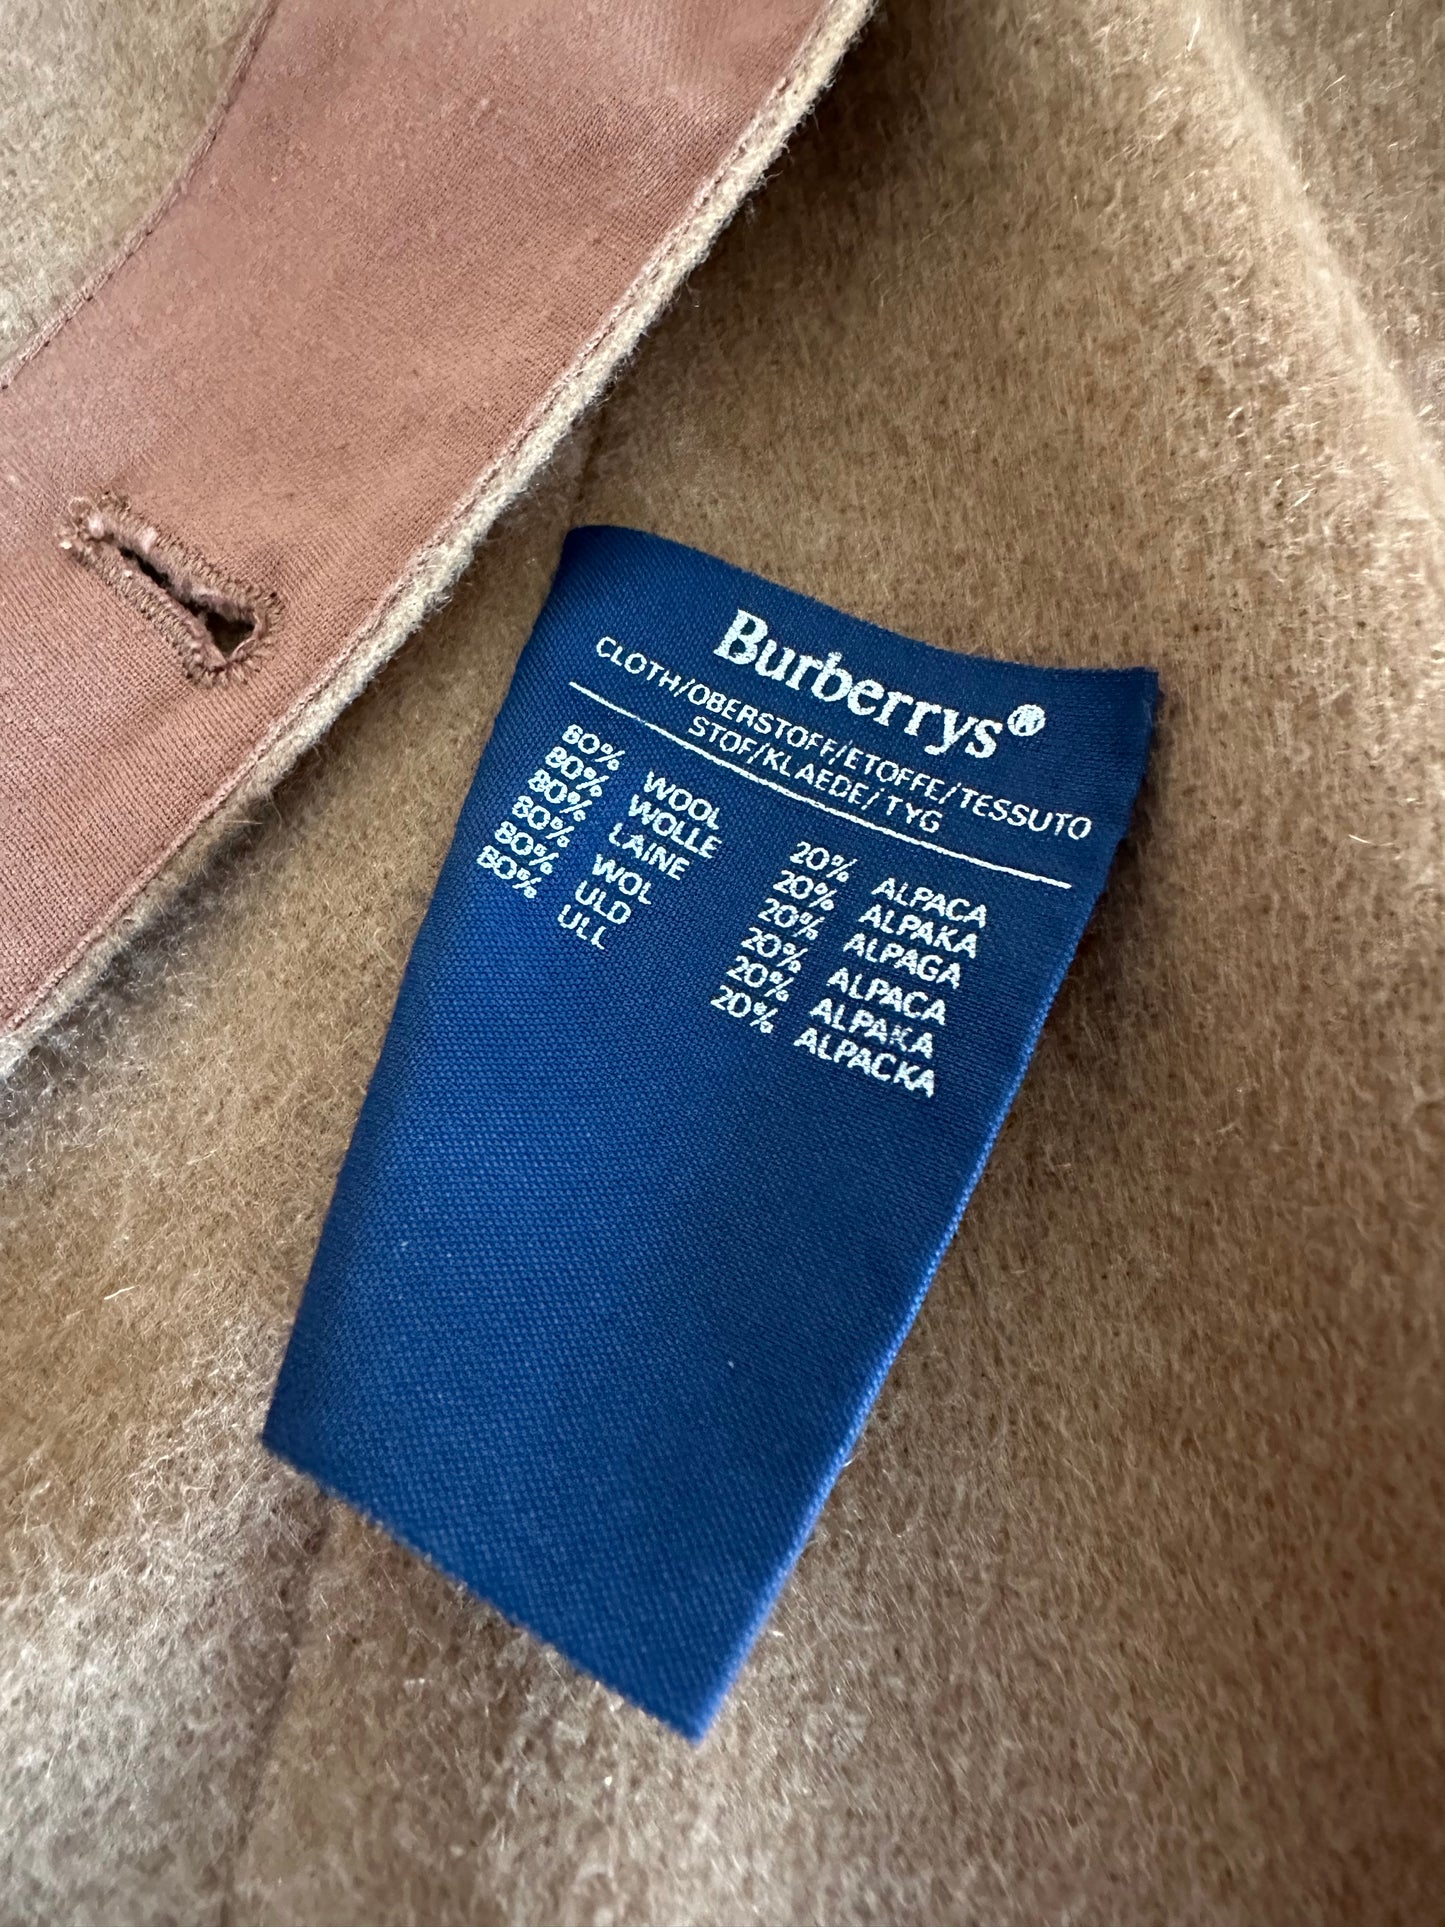 Burberrys®
CLOTH/OBERSTOFF/ETOFFE/TESSUTO
STOF/KLAEDE/TYG
80% WOOL 20% ALPACA
80% WOLLE 20% ALPAKA
80% LAINE 20% ALPAGA
80% WOL 20% ALPACA
80% ULD 20% ALPAKA
80% ULL 20% ALPACKA